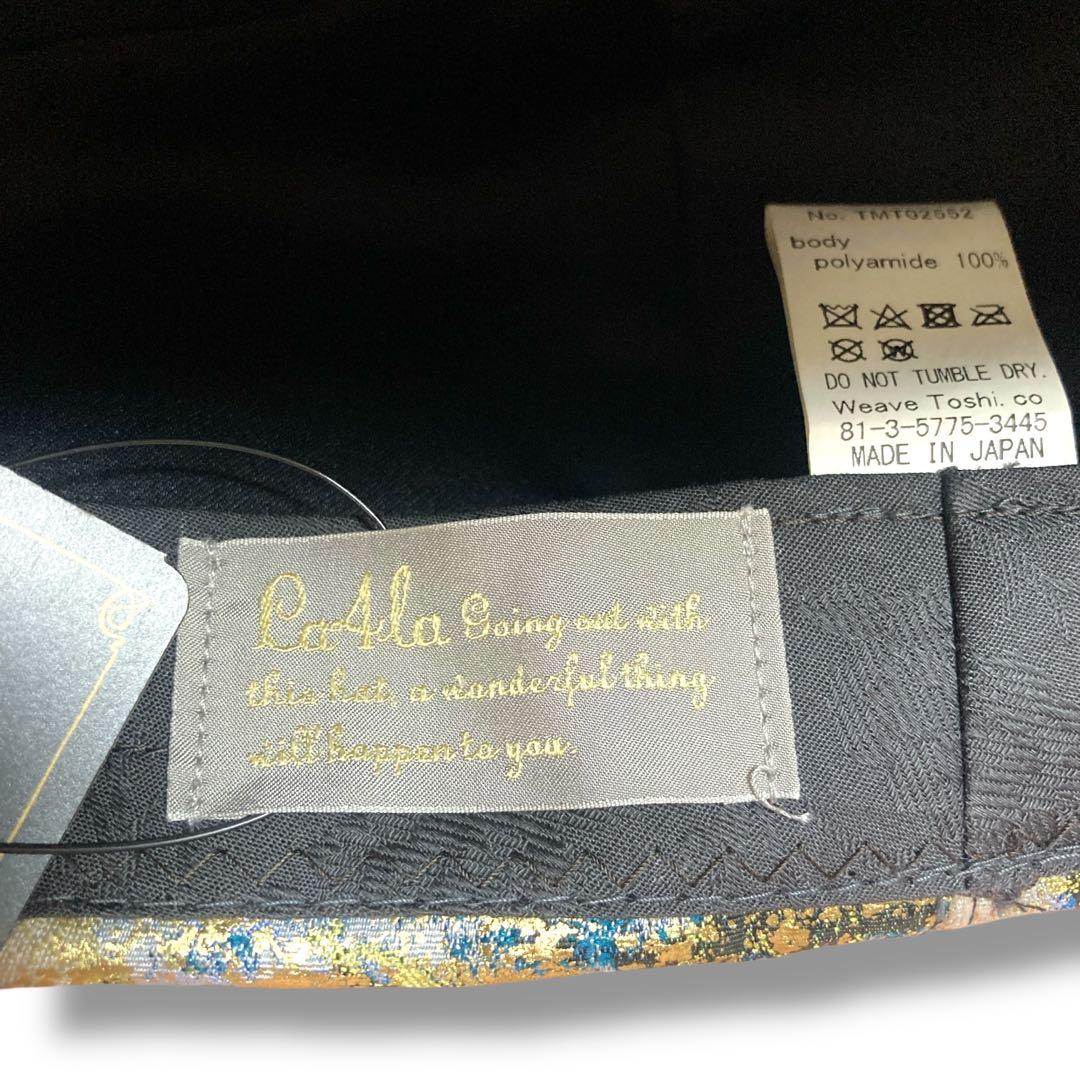 No. TMT02552
body
polyamide 100%
DO NOT TUMBLE DRY.
Weave Toshi. co
81-3-5775-3445
MADE IN JAPAN
La4la Going out with
this hat, a wonderful thing
will happen to you.